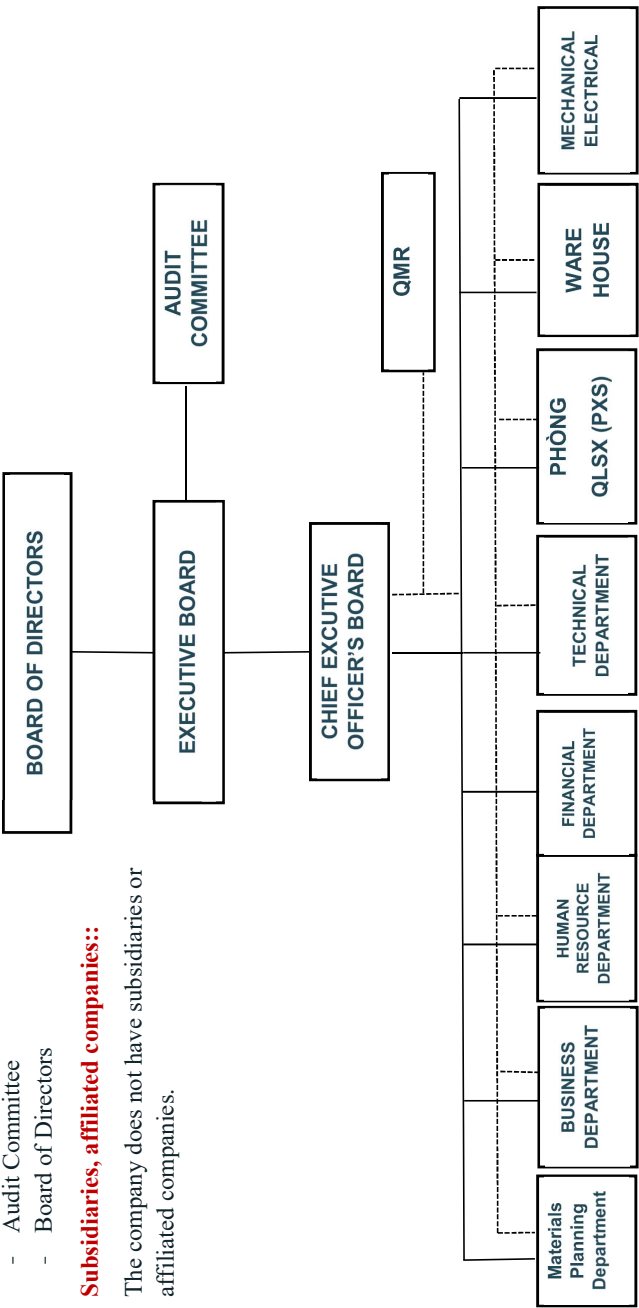 - Audit Committee
- Board of Directors
Subsidiaries, affiliated companies::
The company does not have subsidiaries or
affiliated companies.
BOARD OF DIRECTORS
EXECUTIVE BOARD
AUDIT
COMMITTEE
CHIEF EXCUTIVE
OFFICER’S BOARD
QMR
Materials
Planning
Department
BUSINESS
DEPARTMENT
HUMAN
RESOURCE
DEPARTMENT
FINANCIAL
DEPARTMENT
TECHNICAL
DEPARTMENT
PHÒNG
QLSX (PXS)
WARE
HOUSE
MECHANICAL
ELECTRICAL